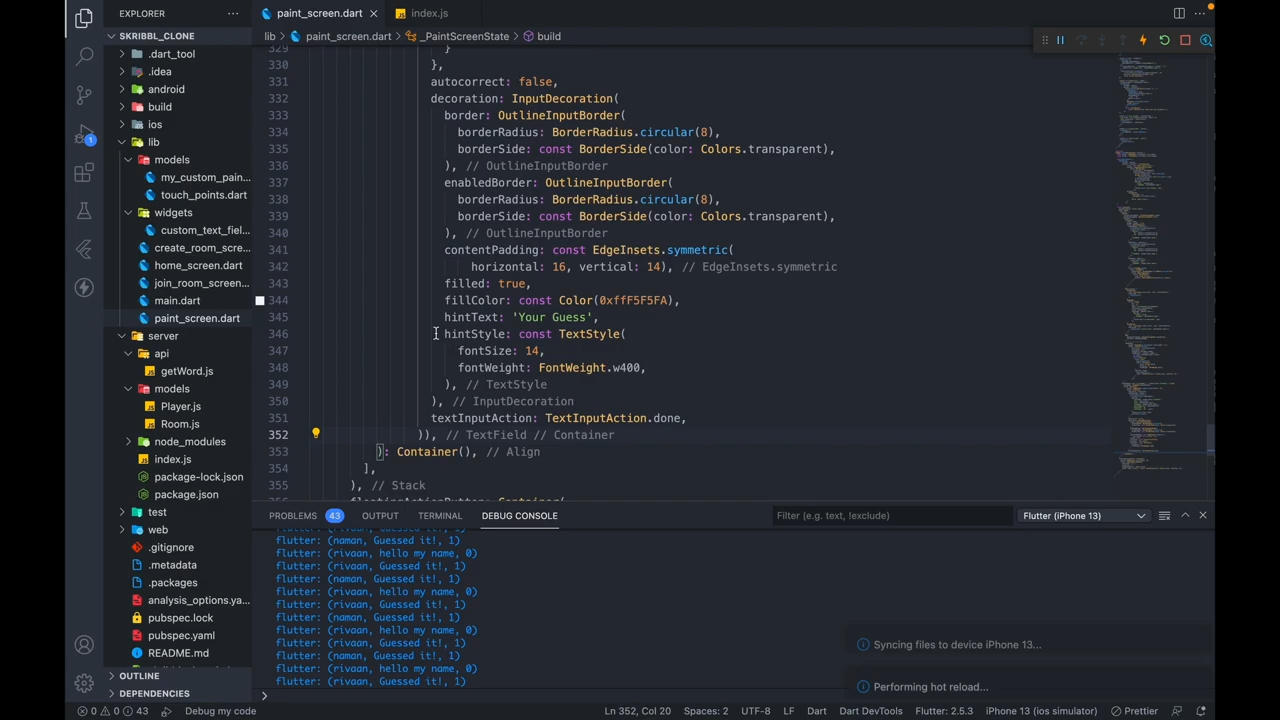 EXPLORER
SKRIBBL_CLONE
.dart_tool
.idea
android
build
ios
lib
models
my_custom_pain...
touch_points.dart
widgets
custom_text_fiel...
create_room_scre...
home_screen.dart
join_room_screen...
main.dart
paint_screen.dart
server
api
getWord.js
models
Player.js
Room.js
node_modules
index.js
package-lock.json
package.json
test
web
.gitignore
.metadata
.packages
analysis_options.ya...
pubspec.lock
pubspec.yaml
README.md
OUTLINE
DEPENDENCIES
paint_screen.dart
index.js
lib > paint_screen.dart > _PaintScreenState > build
329 }
330 },
331 autocorrect: false,
332 decoration: InputDecoration(
333 border: OutlineInputBorder(
334 borderRadius: BorderRadius.circular(8),
335 borderSide: const BorderSide(color: Colors.transparent),
336 ), // OutlineInputBorder
337 enabledBorder: OutlineInputBorder(
338 borderRadius: BorderRadius.circular(8),
339 borderSide: const BorderSide(color: Colors.transparent),
340 ), // OutlineInputBorder
341 contentPadding: const EdgeInsets.symmetric(
342 horizontal: 16, vertical: 14), // EdgeInsets.symmetric
343 filled: true,
344 fillColor: const Color(0xffF5F5FA),
345 hintText: 'Your Guess',
346 hintStyle: const TextStyle(
347 fontSize: 14,
348 fontWeight: FontWeight.w400,
349 ), // TextStyle
350 ), // InputDecoration
351 textInputAction: TextInputAction.done,
352 )), // TextField // Container
353 ): Container(), // Align
354 ],
355 ), // Stack
356 floatingActionButton: Container(
PROBLEMS 43 OUTPUT TERMINAL DEBUG CONSOLE
Filter (e.g. text, !exclude)
Flutter (iPhone 13)
flutter: (rivaan, Guessed it!, 1)
flutter: (naman, Guessed it!, 1)
flutter: (rivaan, hello my name, 0)
flutter: (rivaan, Guessed it!, 1)
flutter: (naman, Guessed it!, 1)
flutter: (rivaan, hello my name, 0)
flutter: (rivaan, Guessed it!, 1)
flutter: (naman, Guessed it!, 1)
flutter: (rivaan, hello my name, 0)
flutter: (rivaan, Guessed it!, 1)
flutter: (naman, Guessed it!, 1)
flutter: (rivaan, hello my name, 0)
flutter: (rivaan, Guessed it!, 1)
Syncing files to device iPhone 13...
Performing hot reload...
0 0 43 Debug my code
Ln 352, Col 20 Spaces: 2 UTF-8 LF Dart Dart DevTools Flutter: 2.5.3 iPhone 13 (ios simulator) Prettier